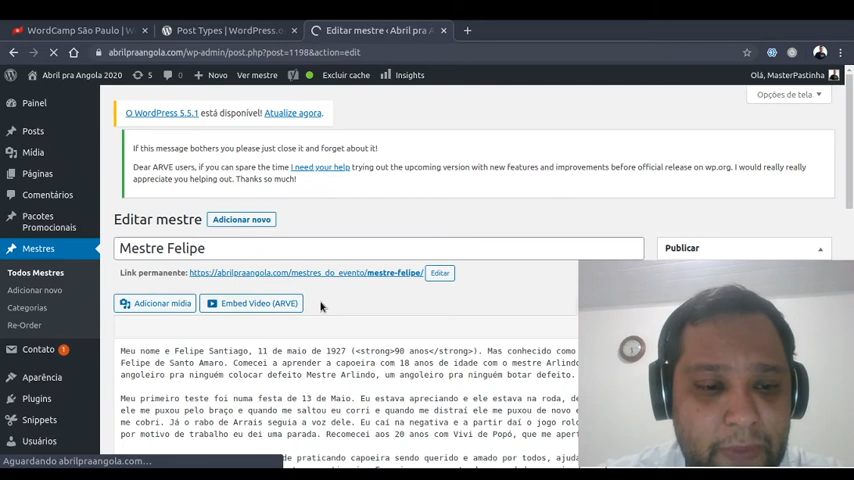 WordCamp São Paulo | W
Post Types | WordPress.o
Editar mestre ‹ Abril pra A
abrilpraangola.com/wp-admin/post.php?post=1198&action=edit
Abril pra Angola 2020
5
0
Novo
Ver mestre
Excluir cache
Insights
Olá, MasterPastinha
Opções de tela
Painel
Posts
Mídia
Páginas
Comentários
Pacotes
Promocionais
Mestres
Todos Mestres
Adicionar novo
Categorias
Re-Order
Contato 1
Aparência
Plugins
Snippets
Usuários
O WordPress 5.5.1 está disponível! Atualize agora.
If this message bothers you please just close it and forget about it!
Dear ARVE users, if you can spare the time I need your help trying out the upcoming version with new features and improvements before official release on wp.org. I would really really
appreciate you helping out. Thanks so much!
Editar mestre
Adicionar novo
Mestre Felipe
Publicar
Link permanente: https://abrilpraangola.com/mestres_do_evento/mestre-felipe/
Editar
Adicionar mídia
Embed Video (ARVE)
Meu nome e Felipe Santiago, 11 de maio de 1927 (<strong>90 anos</strong>). Mas conhecido como
Felipe de Santo Amaro. Comecei a aprender a capoeira com 18 anos de idade com o mestre Arlindo
angoleiro pra ninguém colocar defeito Mestre Arlindo, um angoleiro pra ninguém botar defeito.
Meu primeiro teste foi numa festa de 13 de Maio. Eu estava apreciando e ele estava na roda,
ele me puxou pelo braço e quando me saltou eu corri e quando me distraí ele me puxou de novo e
me comi. Já o rabo de Arrais seguia a voz dele. Eu caí na negativa e a partir daí o jogo
por motivo de trabalho eu dei uma parada. Recomecei aos 20 anos com Vivi de Popó, que me
de praticando capoeira sendo querido e amado por todos,
Aguardando abrilpraangola.com…